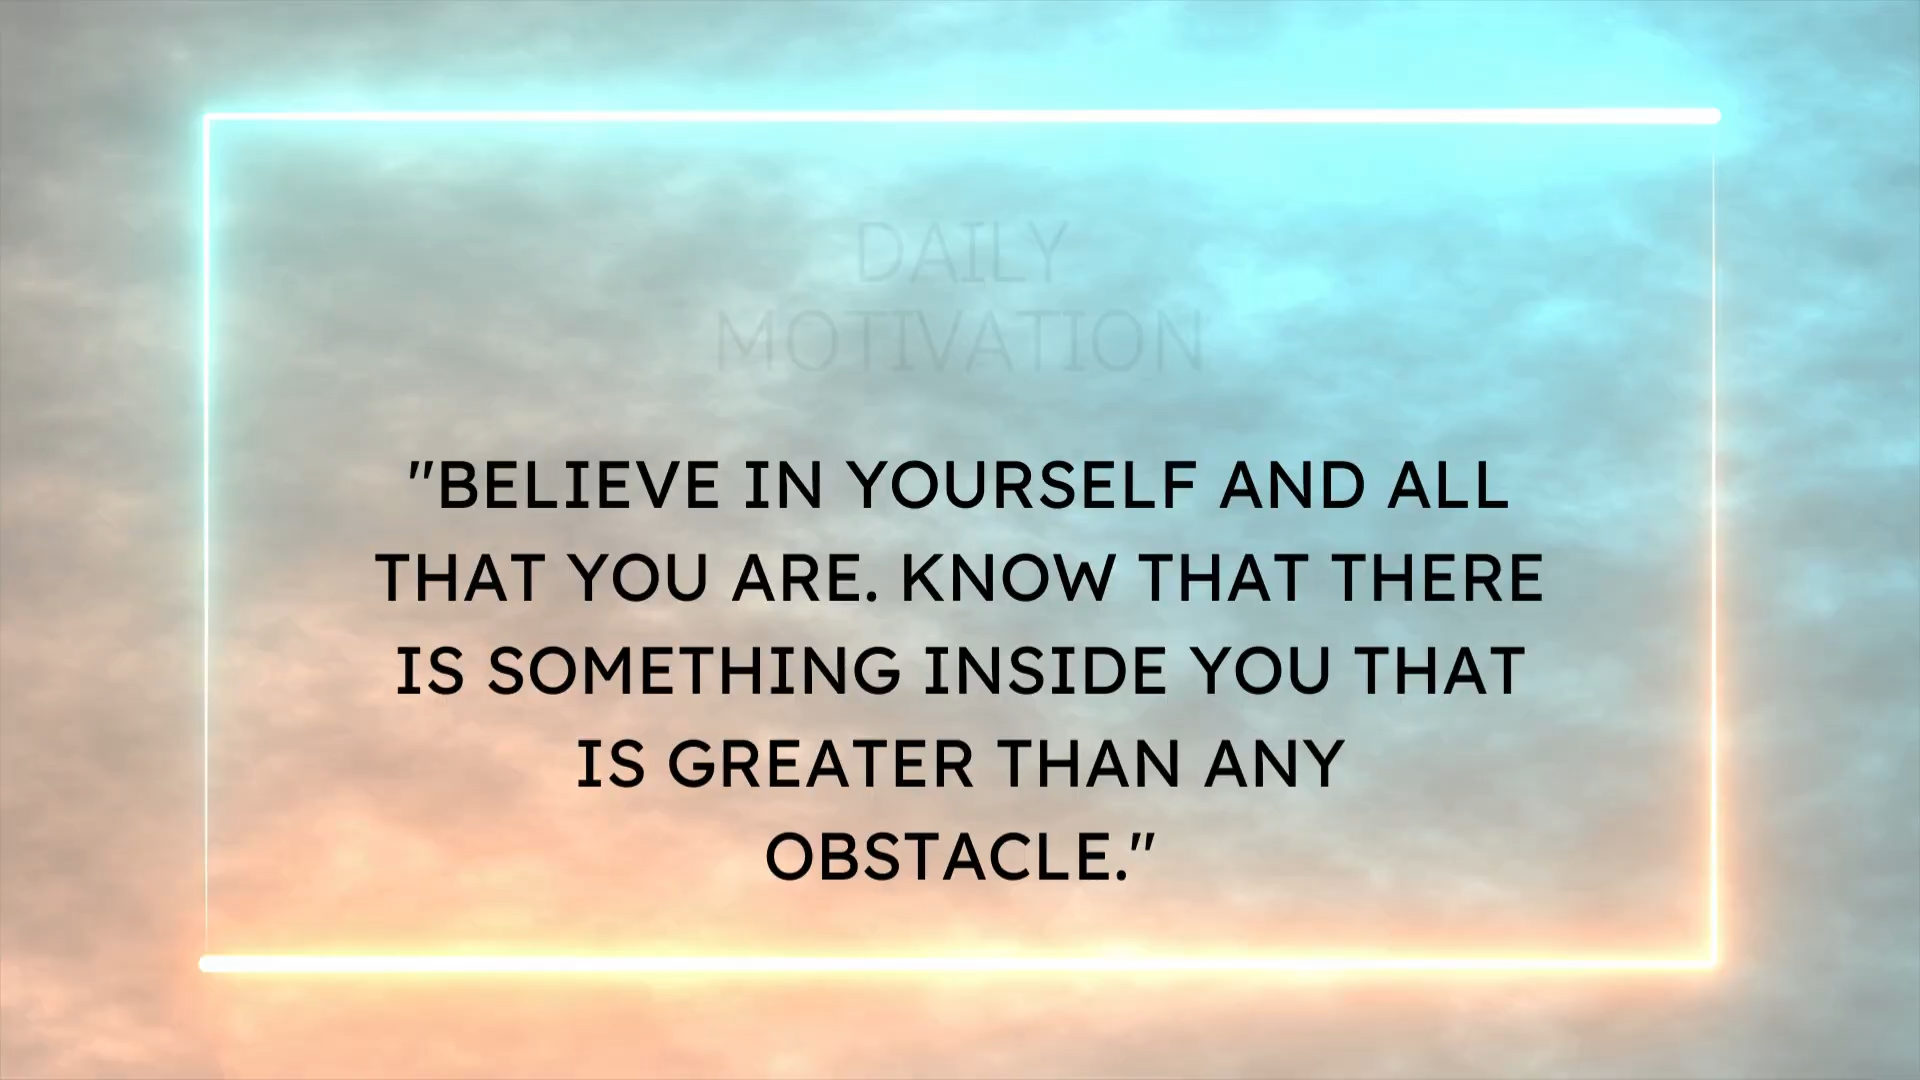 DAILY
MOTIVATION
"BELIEVE IN YOURSELF AND ALL
THAT YOU ARE. KNOW THAT THERE
IS SOMETHING INSIDE YOU THAT
IS GREATER THAN ANY
OBSTACLE."